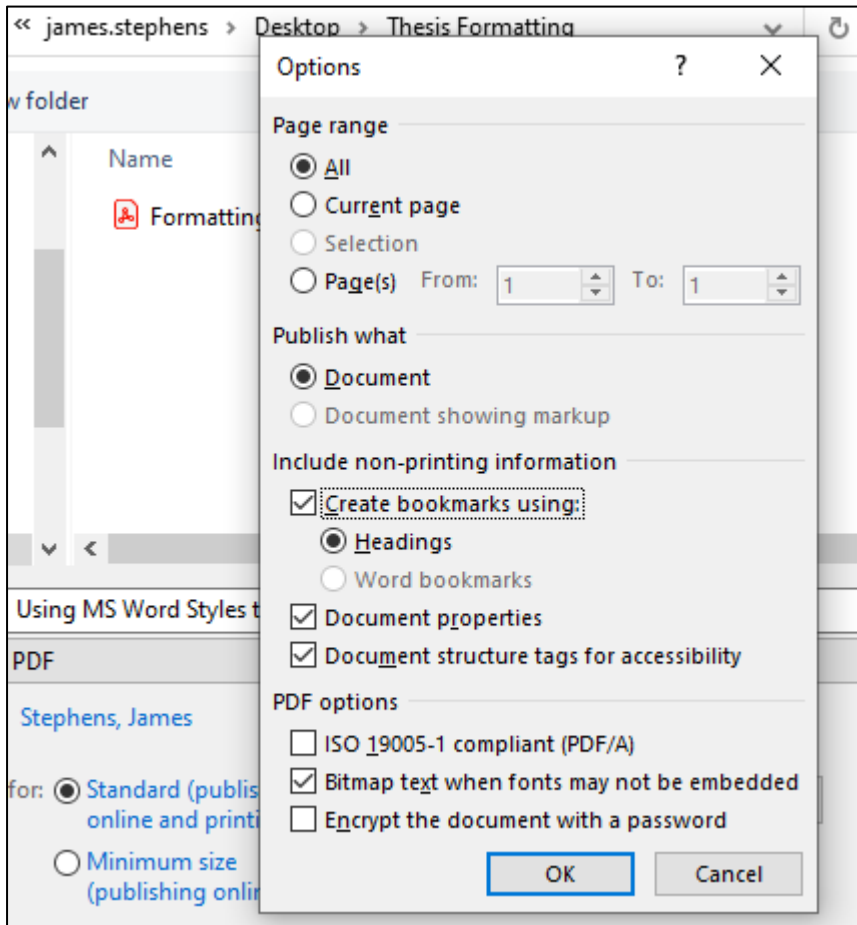 « james.stephens > Desktop > Thesis Formatting
Options ? X
w folder
Page range
Name
All
Formatting
Current page
Selection
Page(s) From: 1 To: 1
Publish what
Document
Document showing markup
Include non-printing information
Create bookmarks using:
Headings
Word bookmarks
Using MS Word Styles t
Document properties
PDF
Document structure tags for accessibility
Stephens, James
PDF options
ISO 19005-1 compliant (PDF/A)
for: Standard (publis
Bitmap text when fonts may not be embedded
online and printi
Encrypt the document with a password
Minimum size
(publishing onlin
OK Cancel